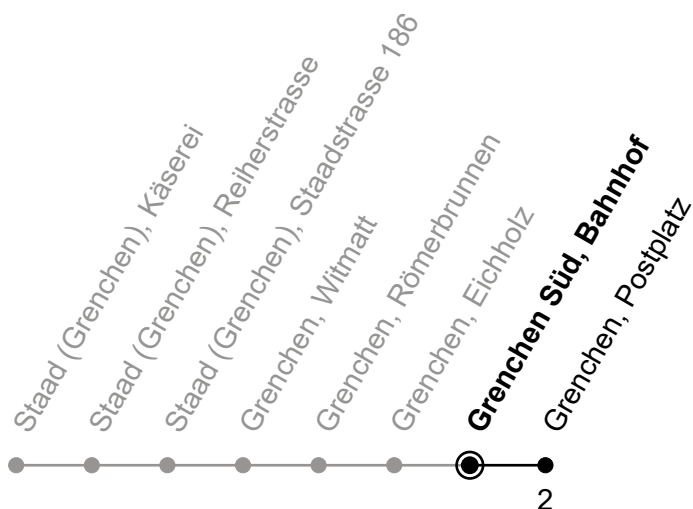 Staad (Grenchen), Käserei
Staad (Grenchen), Reiherstrasse
Staad (Grenchen), Staadstrasse 186
Grenchen, Witmatt
Grenchen, Römerbrunnen
Grenchen, Eichholz
Grenchen Süd, Bahnhof
Grenchen, Postplatz
2